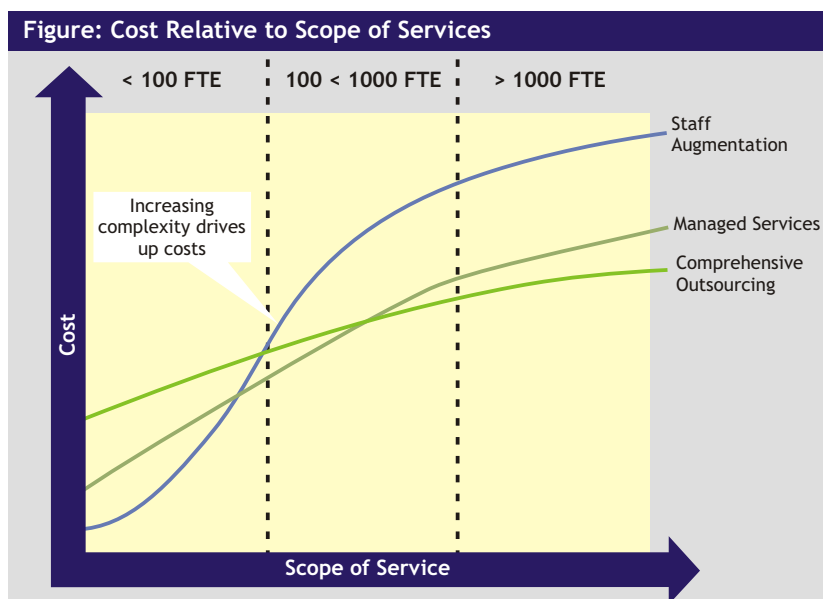 Figure: Cost Relative to Scope of Services
< 100 FTE
100 < 1000 FTE
> 1000 FTE
Staff
Augmentation
Increasing
complexity drives
up costs
Managed Services
Comprehensive
Outsourcing
Cost
Scope of Service